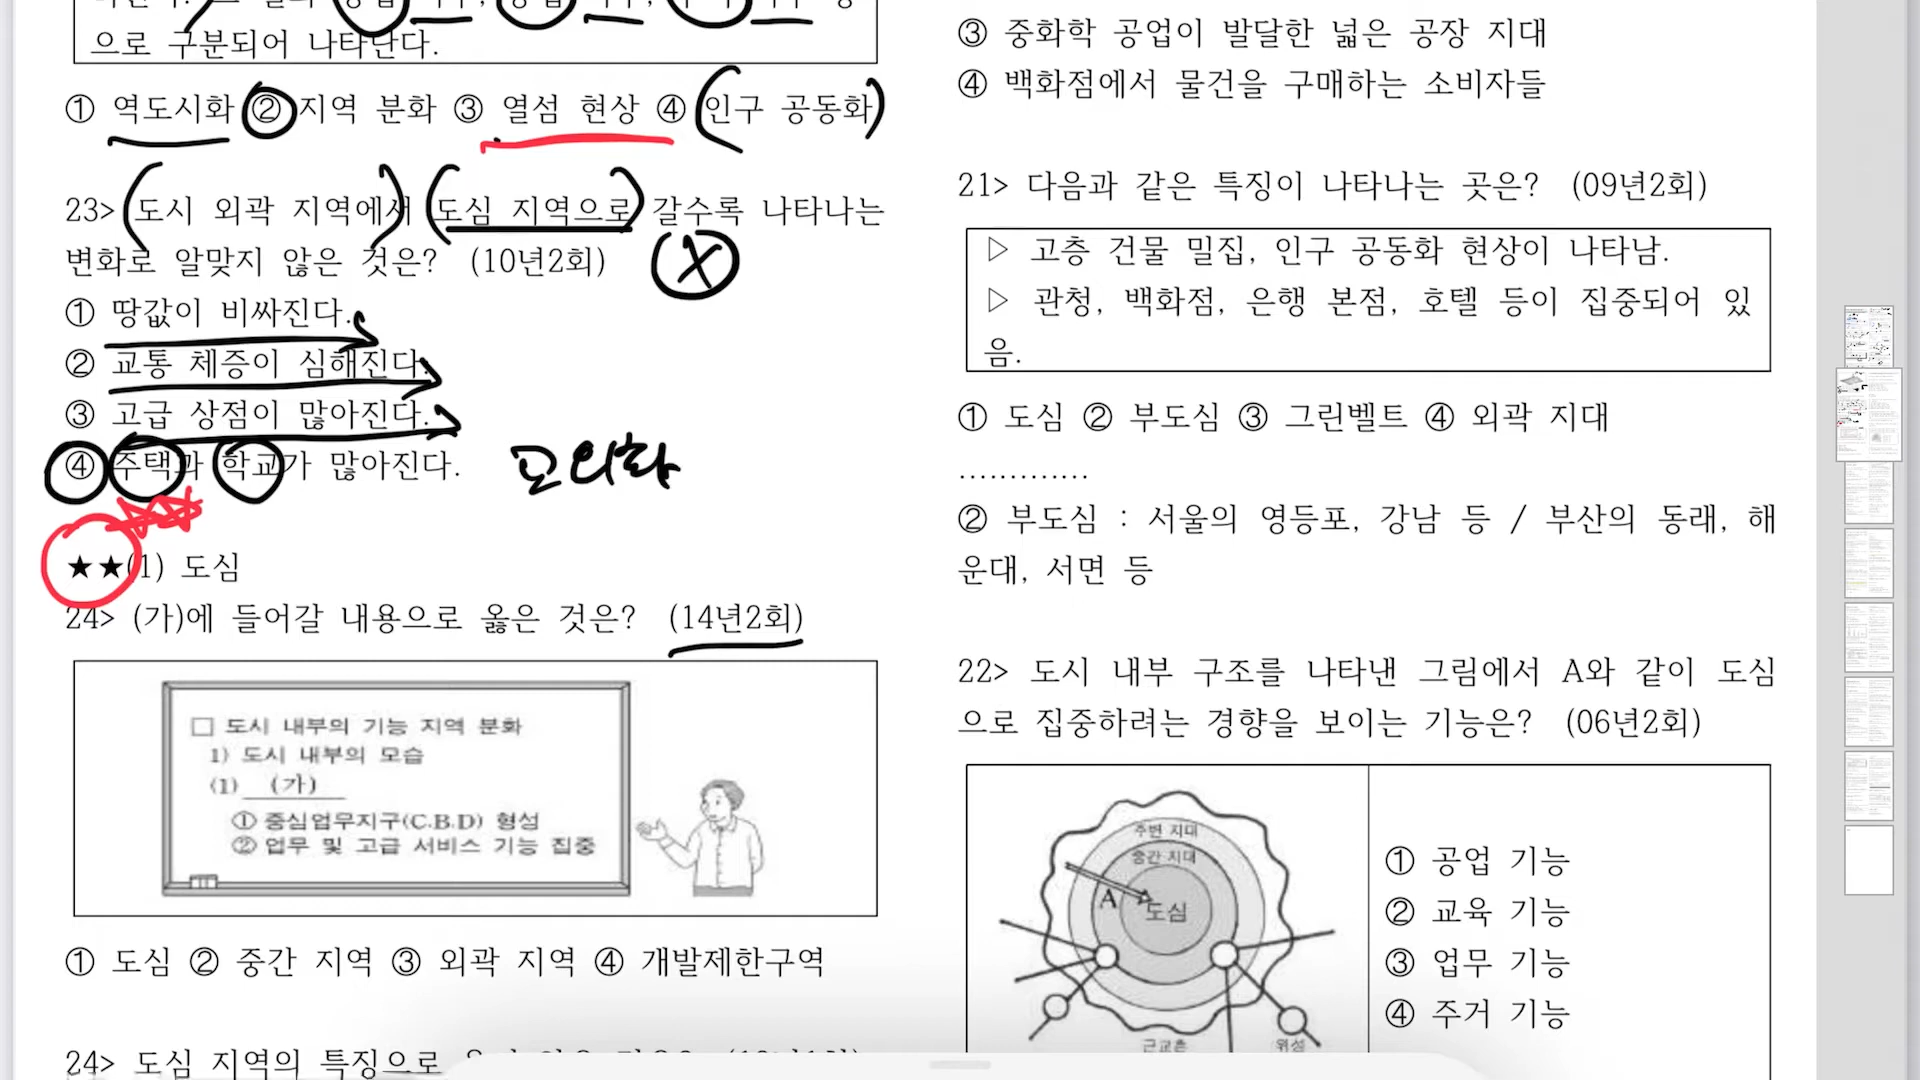 으로 구분되어 나타난다.
① 역도시화 ② 지역 분화 ③ 열섬 현상 ④ 인구 공동화
23> 도시 외곽 지역에서 도심 지역으로 갈수록 나타나는
변화로 알맞지 않은 것은? (10년2회)
X
① 땅값이 비싸진다.
② 교통 체증이 심해진다.
③ 고급 상점이 많아진다.
④ 주택과 학교가 많아진다.
★★(1) 도심
24> (가)에 들어갈 내용으로 옳은 것은? (14년2회)
□ 도시 내부의 기능 지역 분화
1) 도시 내부의 모습
(1) (가)
① 중심업무지구(C.B.D) 형성
② 업무 및 고급 서비스 기능 집중
① 도심 ② 중간 지역 ③ 외곽 지역 ④ 개발제한구역
24> 도심 지역의 특징으로
③ 중화학 공업이 발달한 넓은 공장 지대
④ 백화점에서 물건을 구매하는 소비자들
21> 다음과 같은 특징이 나타나는 곳은? (09년2회)
▷ 고층 건물 밀집, 인구 공동화 현상이 나타남.
▷ 관청, 백화점, 은행 본점, 호텔 등이 집중되어 있
음.
① 도심 ② 부도심 ③ 그린벨트 ④ 외곽 지대
.............
② 부도심 : 서울의 영등포, 강남 등 / 부산의 동래, 해
운대, 서면 등
22> 도시 내부 구조를 나타낸 그림에서 A와 같이 도심
으로 집중하려는 경향을 보이는 기능은? (06년2회)
주변 지대
중간 지대
A
도심
근교촌
위성
① 공업 기능
② 교육 기능
③ 업무 기능
④ 주거 기능